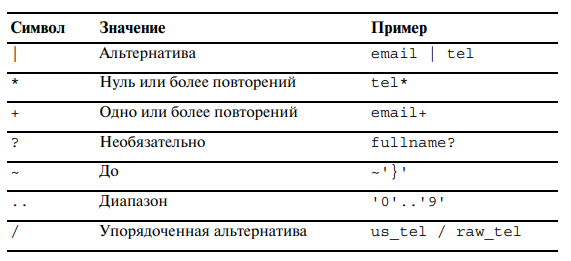 Символ Значение Пример
| Альтернатива email | tel
* Нуль или более повторений tel*
+ Одно или более повторений email+
? Необязательно fullname?
~ До ~'}'
.. Диапазон '0'..'9'
/ Упорядоченная альтернатива us_tel / raw_tel